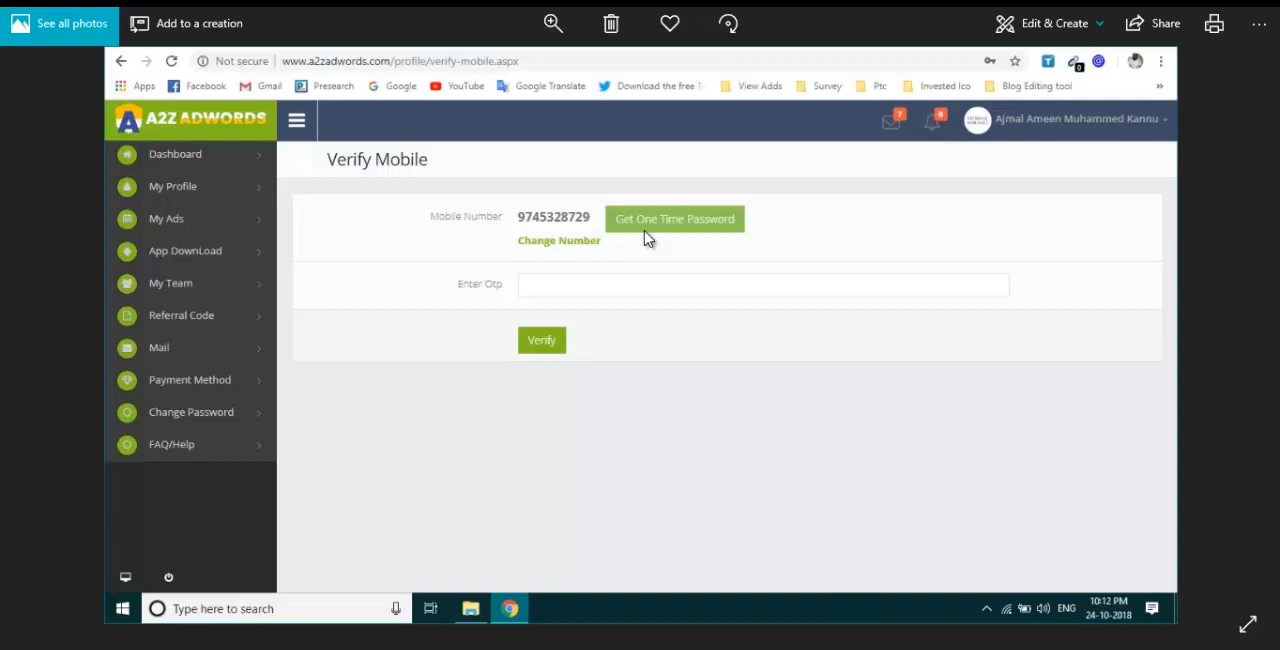 See all photos
Add to a creation
Edit & Create
Share
Not secure
www.a2zadwords.com/profile/verify-mobile.aspx
T
0
Apps
Facebook
Gmail
Presearch
Google
YouTube
Google Translate
Download the free T
View Adds
Survey
Ptc
Invested Ico
Blog Editing tool
A2Z ADWORDS
7
Ajmal Ameen Muhammed Kannu
Dashboard
My Profile
My Ads
App DownLoad
My Team
Referral Code
Mail
Payment Method
Change Password
FAQ/Help
Verify Mobile
Mobile Number
9745328729
Get One Time Password
Change Number
Enter Otp
Verify
Type here to search
ENG
10:12 PM
24-10-2018